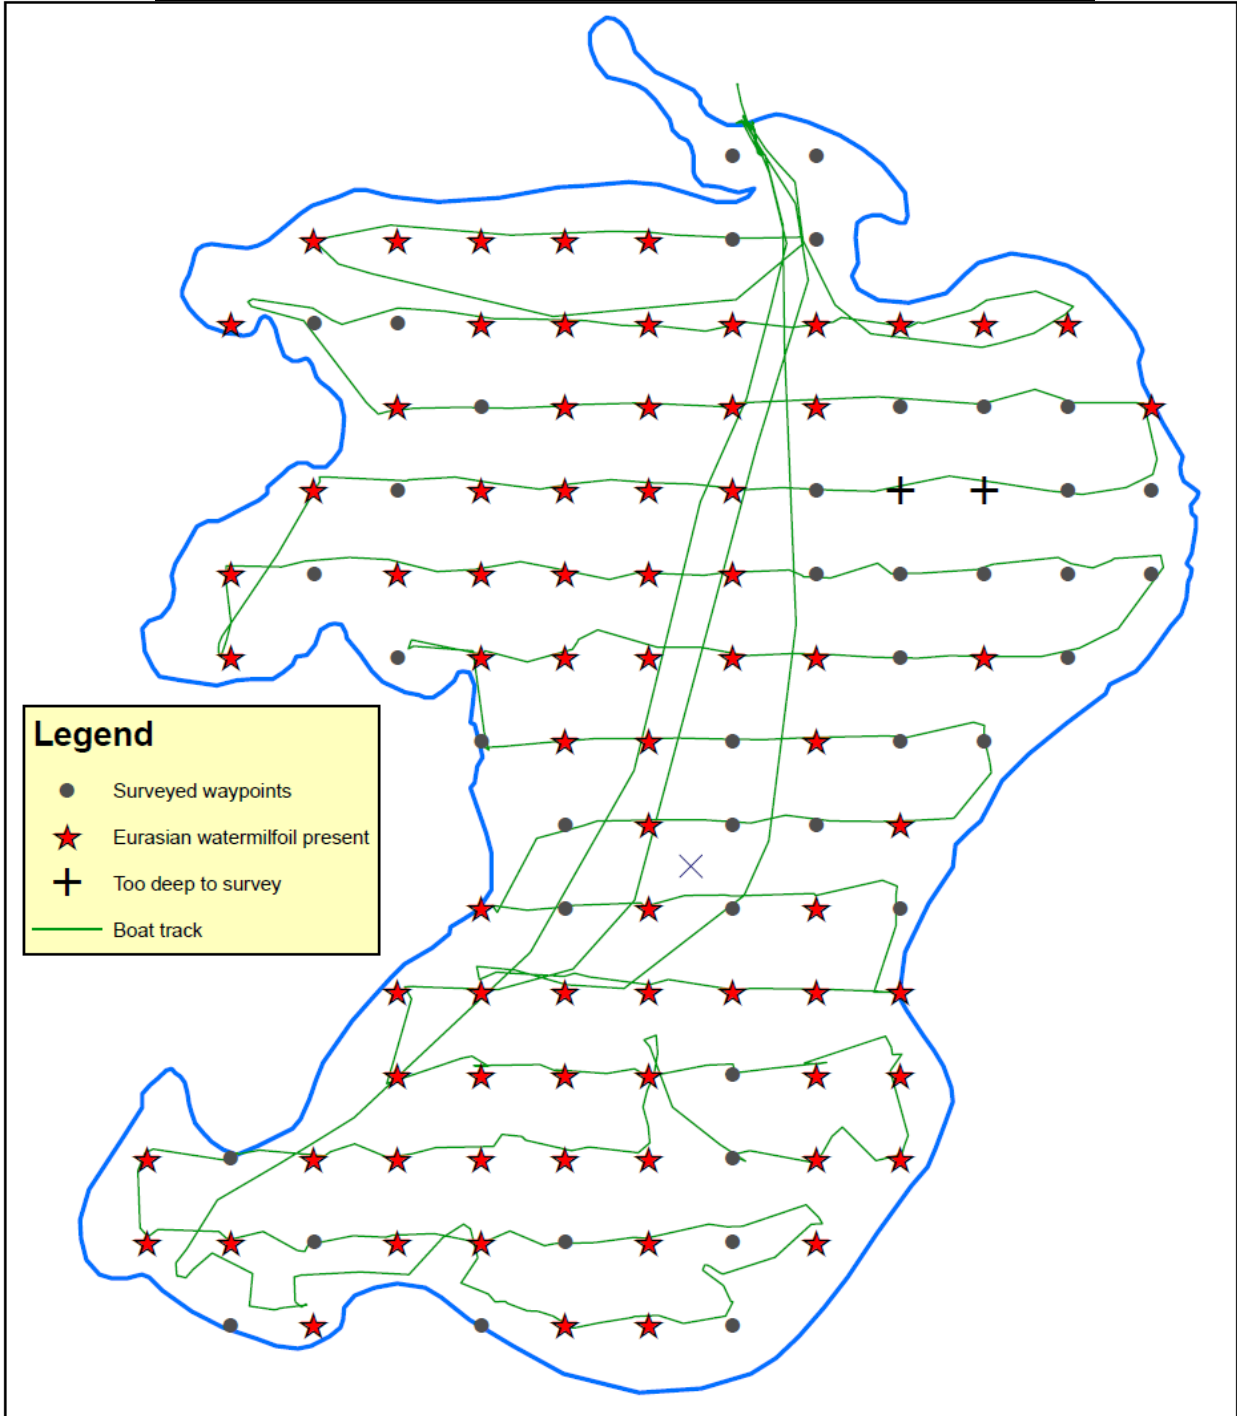 Legend
Surveyed waypoints
Eurasian watermilfoil present
Too deep to survey
Boat track